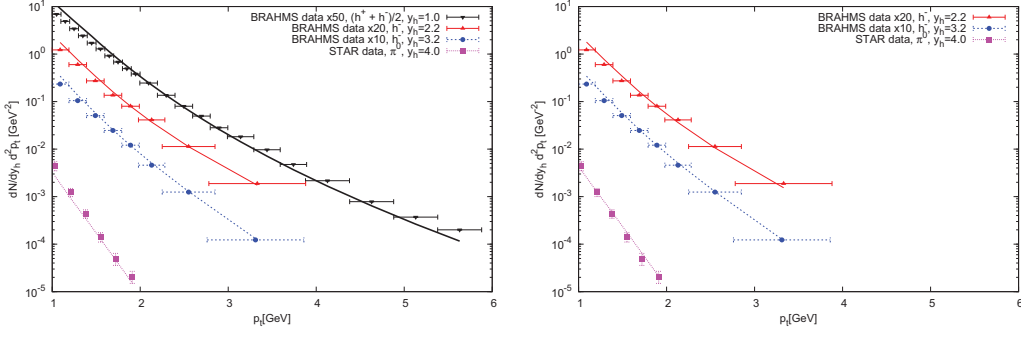 BRAHMS data x50, (h⁺ + h⁻)/2, yₕ=1.0
BRAHMS data x20, h⁻, yₕ=2.2
BRAHMS data x10, h⁻, yₕ=3.2
STAR data, π⁰, yₕ=4.0
10¹
10⁰
10⁻¹
10⁻²
10⁻³
10⁻⁴
10⁻⁵
dN/dyₕ d²pₜ [GeV⁻²]
1 2 3 4 5 6
pₜ[GeV]
BRAHMS data x20, h⁻, yₕ=2.2
BRAHMS data x10, h⁻, yₕ=3.2
STAR data, π⁰, yₕ=4.0
10¹
10⁰
10⁻¹
10⁻²
10⁻³
10⁻⁴
10⁻⁵
dN/dyₕ d²pₜ [GeV⁻²]
1 2 3 4 5 6
pₜ[GeV]